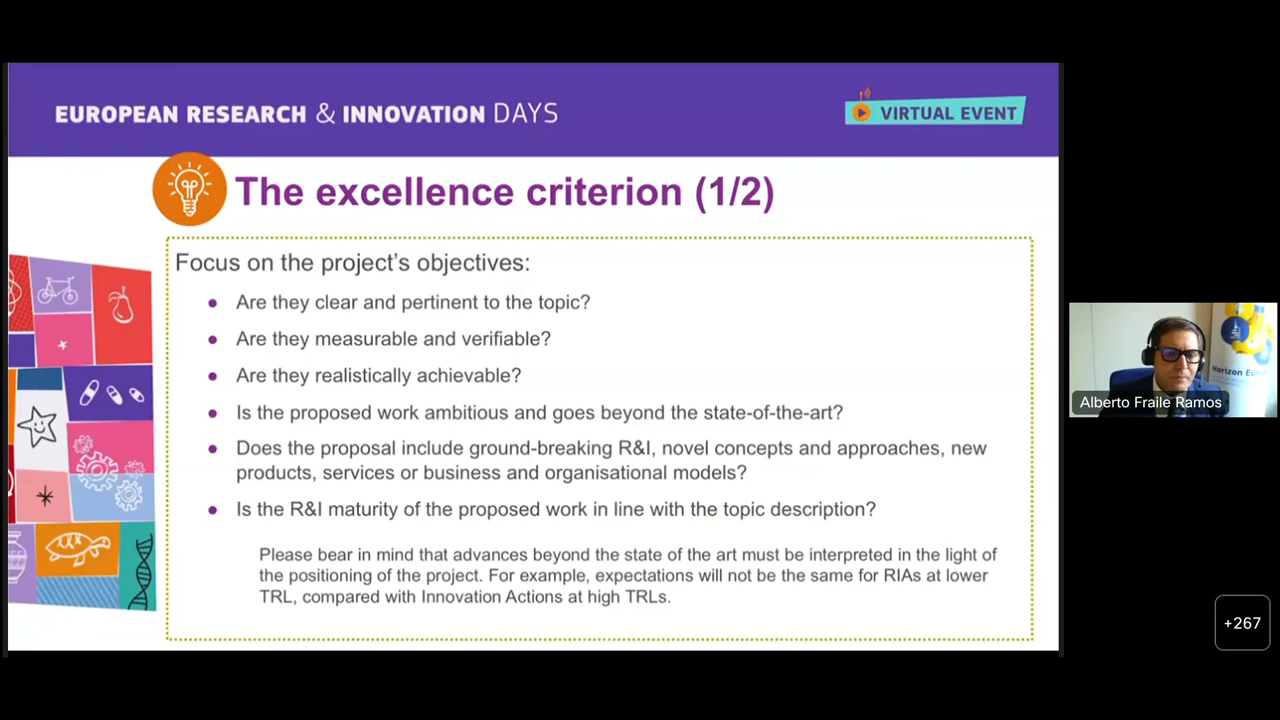 EUROPEAN RESEARCH & INNOVATION DAYS
VIRTUAL EVENT
The excellence criterion (1/2)
Focus on the project's objectives:
• Are they clear and pertinent to the topic?
• Are they measurable and verifiable?
• Are they realistically achievable?
• Is the proposed work ambitious and goes beyond the state-of-the-art?
• Does the proposal include ground-breaking R&I, novel concepts and approaches, new
products, services or business and organisational models?
• Is the R&I maturity of the proposed work in line with the topic description?
Please bear in mind that advances beyond the state of the art must be interpreted in the light of
the positioning of the project. For example, expectations will not be the same for RIAs at lower
TRL, compared with Innovation Actions at high TRLs.
Horizon
Alberto Fraile Ramos
+267